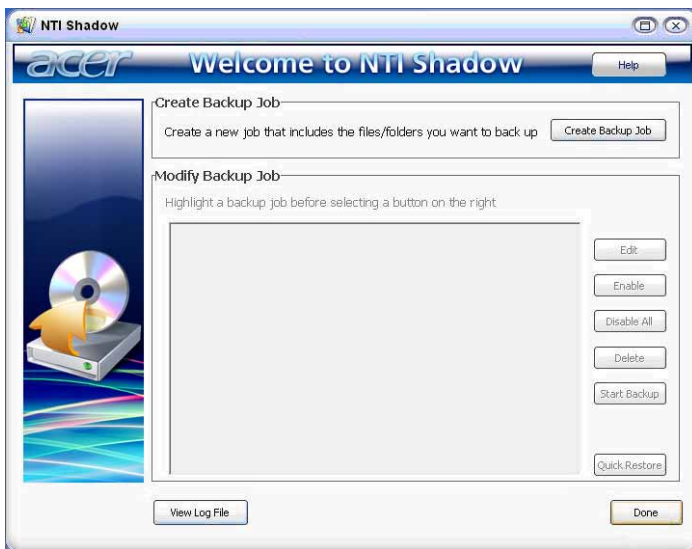 NTI Shadow
acer Welcome to NTI Shadow Help
Create Backup Job
Create a new job that includes the files/folders you want to back up Create Backup Job
Modify Backup Job
Highlight a backup job before selecting a button on the right
Edit
Enable
Disable All
Delete
Start Backup
Quick Restore
View Log File Done